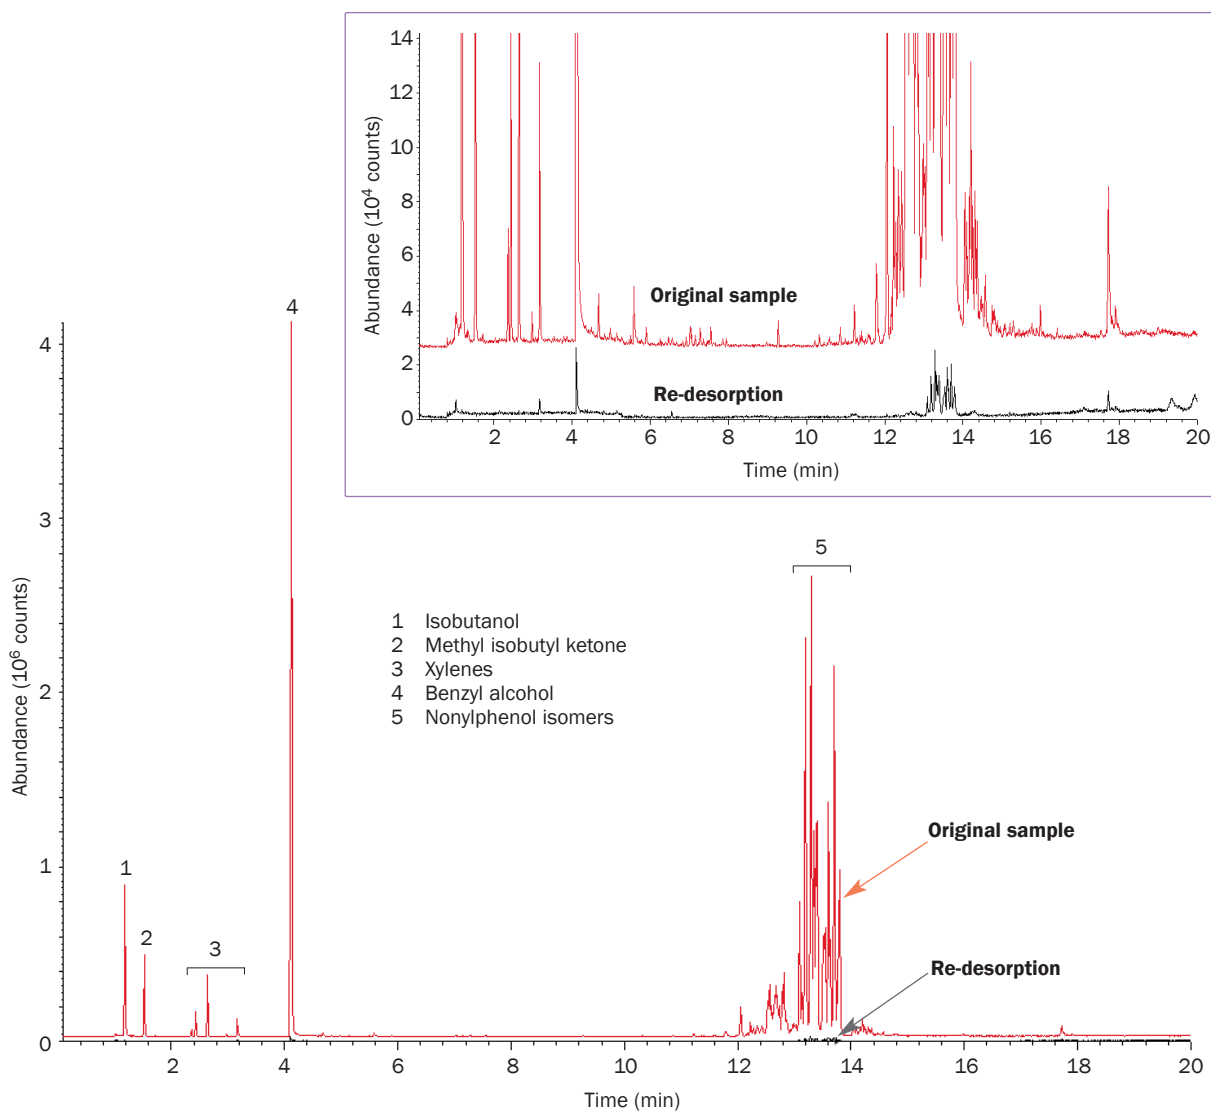 14
12
10
8
6
4
2
0
Abundance (10⁴ counts)
Original sample
Re-desorption
2 4 6 8 10 12 14 16 18 20
Time (min)
4
3
2
1
0
Abundance (10⁶ counts)
1
2
3
4
5
1 Isobutanol
2 Methyl isobutyl ketone
3 Xylenes
4 Benzyl alcohol
5 Nonylphenol isomers
Original sample
Re-desorption
2 4 6 8 10 12 14 16 18 20
Time (min)